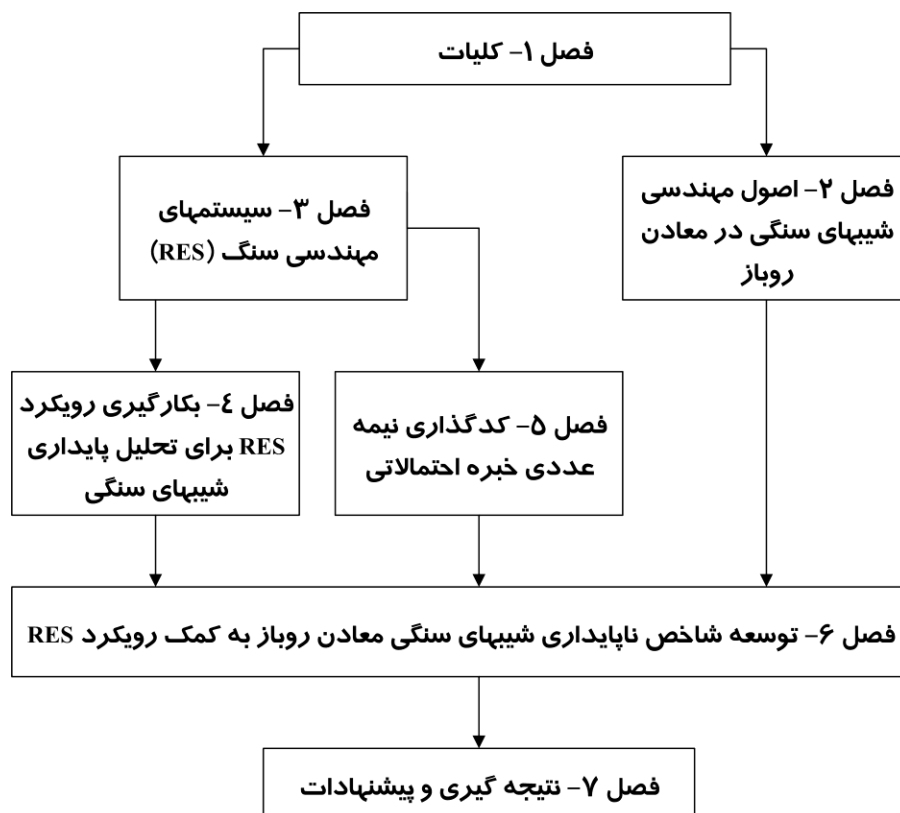 فصل ۱- کلیات
فصل ۲- اصول مهندسی
شیبهای سنگی در معادن
روباز
فصل ۳- سیستمهای
مهندسی سنگ (RES)
فصل ۴- بکارگیری رویکرد
RES برای تحلیل پایداری
شیبهای سنگی
فصل ۵- کدگذاری نیمه
عددی خبره احتمالاتی
فصل ۶- توسعه شاخص ناپایداری شیبهای سنگی معادن روباز به کمک رویکرد RES
فصل ۷- نتیجه گیری و پیشنهادات